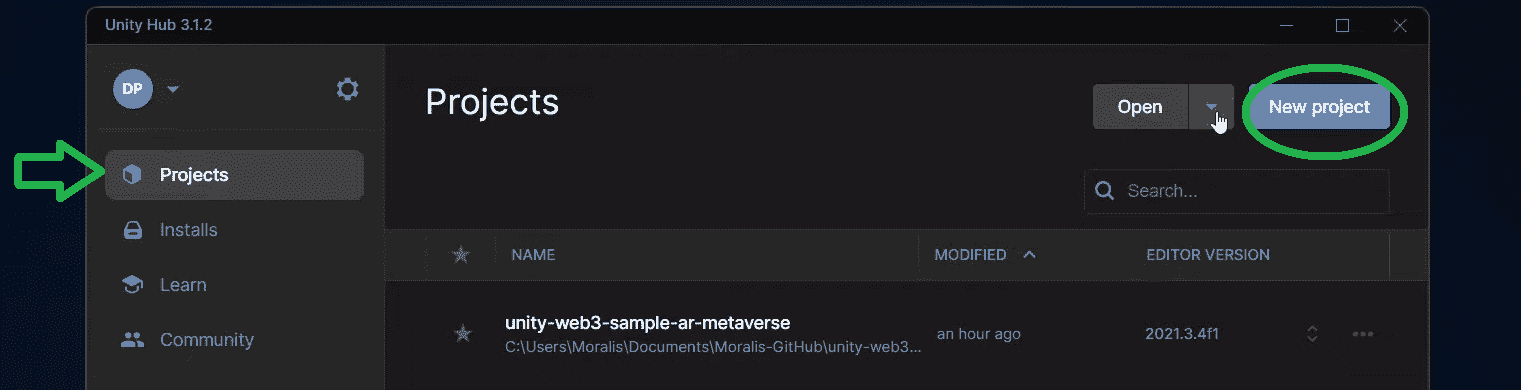 Unity Hub 3.1.2
DP
Projects
Installs
Learn
Community
Projects
Open
New project
Search...
NAME
MODIFIED
EDITOR VERSION
unity-web3-sample-ar-metaverse
C:\Users\Moralis\Documents\Moralis-GitHub\unity-web3...
an hour ago
2021.3.4f1